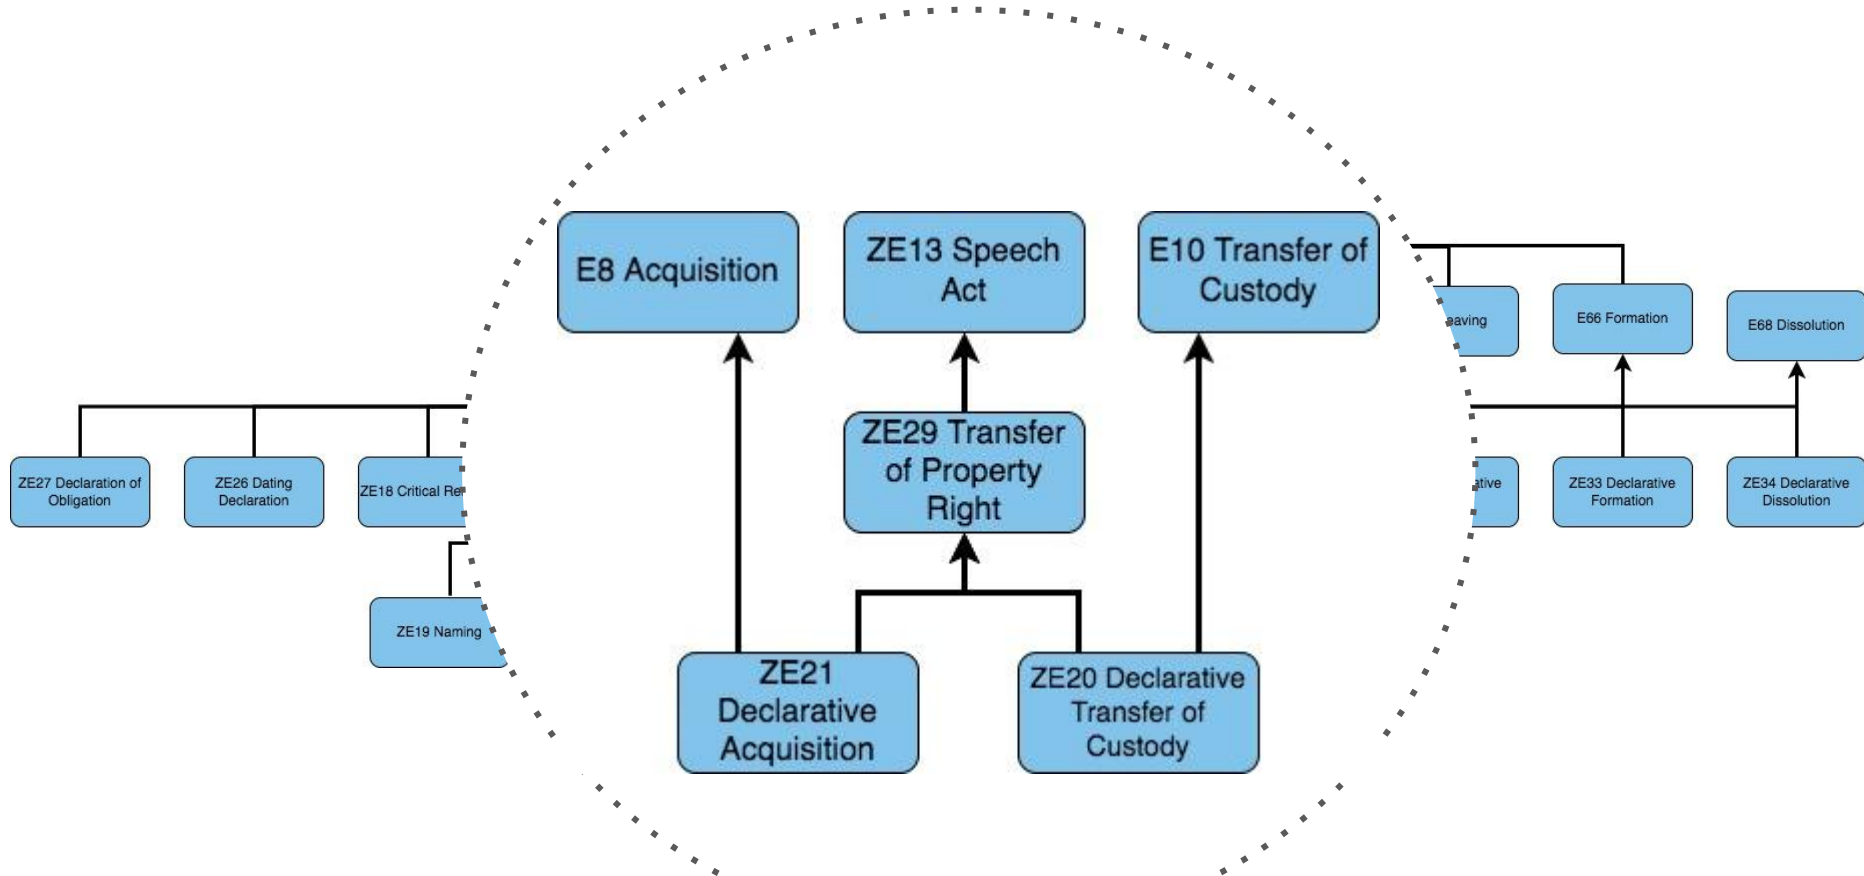 E8 Acquisition
ZE13 Speech
Act
E10 Transfer of
Custody
E66 Formation
E68 Dissolution
ZE29 Transfer
of Property
Right
ZE27 Declaration of
Obligation
ZE26 Dating
Declaration
ZE18 Critical
ZE33 Declarative
Formation
ZE34 Declarative
Dissolution
ZE19 Naming
ZE21
Declarative
Acquisition
ZE20 Declarative
Transfer of
Custody